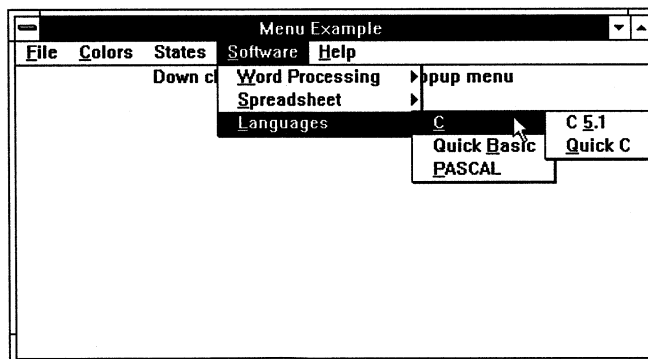 Menu Example
File Colors States Software Help
Down cl
Word Processing
opup menu
Spreadsheet
Languages
C
C 5.1
Quick Basic
Quick C
PASCAL